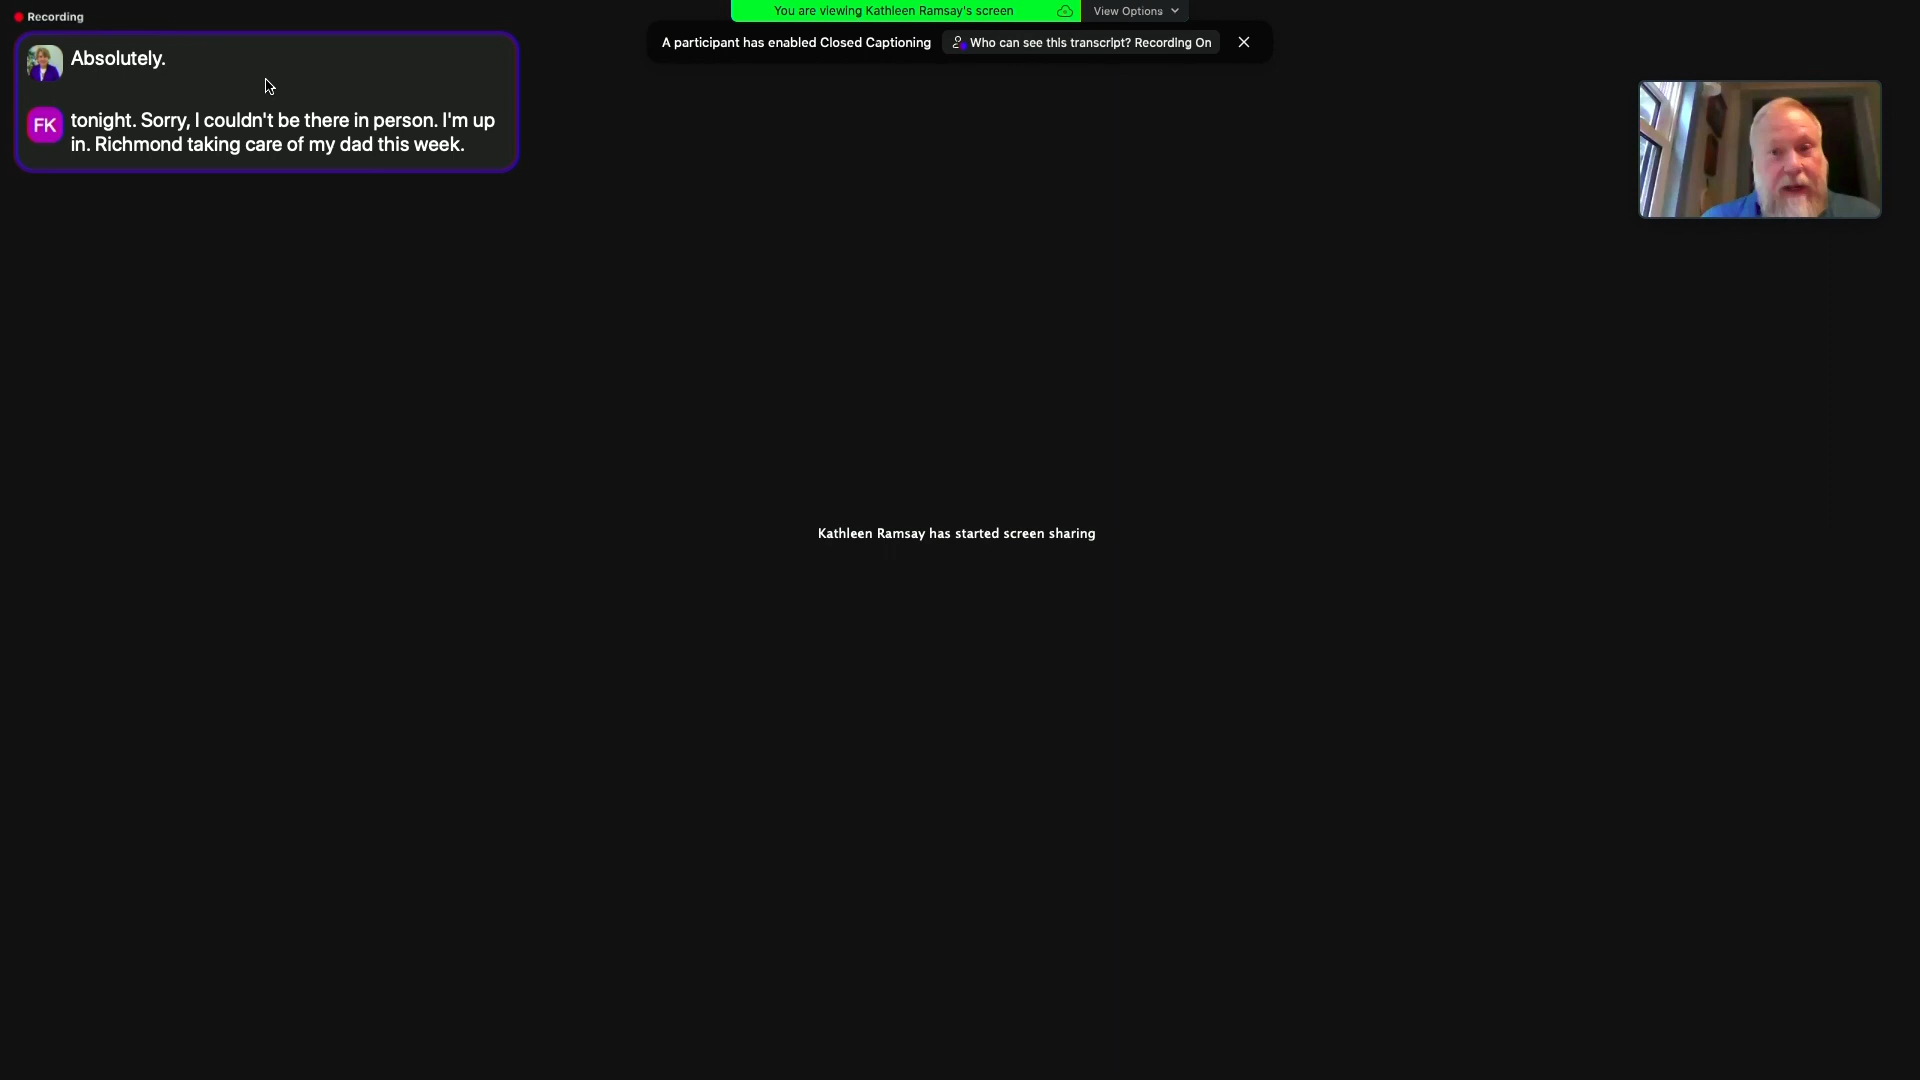 Recording
You are viewing Kathleen Ramsay's screen
View Options
A participant has enabled Closed Captioning
Who can see this transcript? Recording On
Absolutely.
FK
tonight. Sorry, I couldn't be there in person. I'm up
in. Richmond taking care of my dad this week.
Kathleen Ramsay has started screen sharing